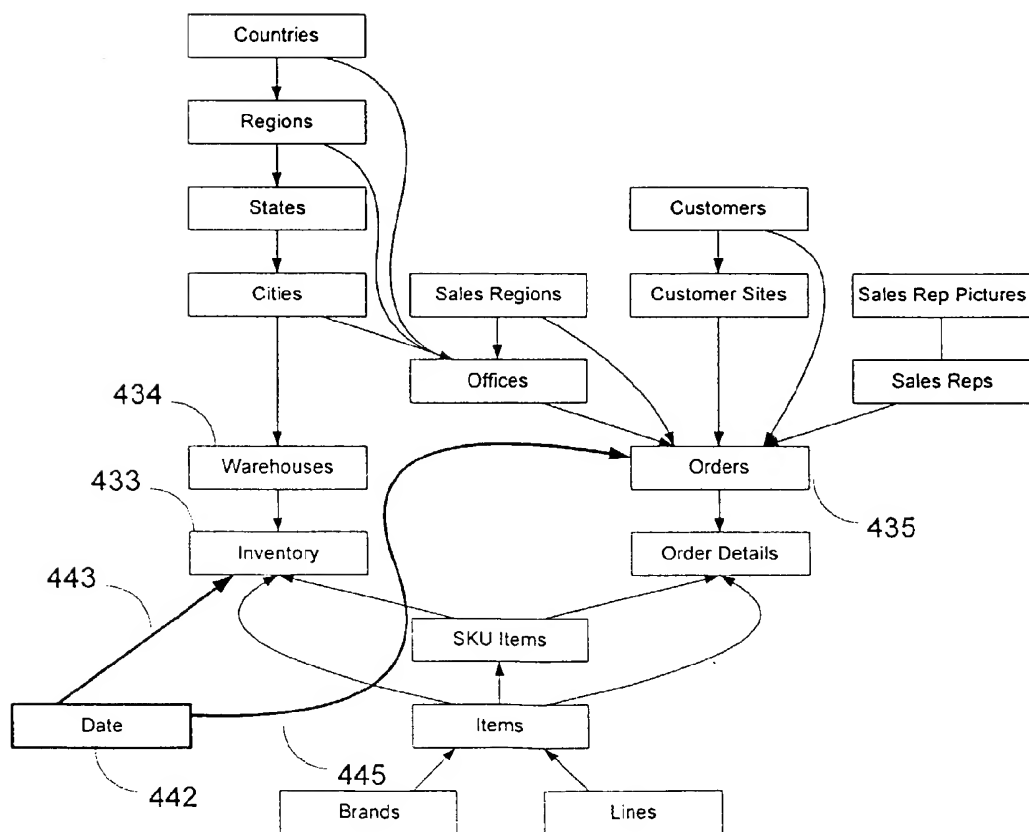 Countries
Regions
States
Customers
Cities
Sales Regions
Customer Sites
Sales Rep Pictures
Offices
Sales Reps
434
Warehouses
Orders
433
435
Inventory
Order Details
443
SKU Items
Date
Items
445
442
Brands
Lines